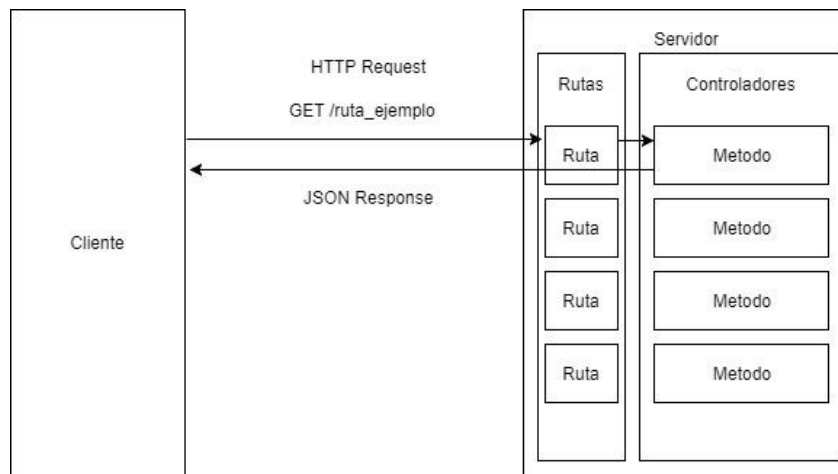 Servidor
HTTP Request
Rutas
Controladores
GET /ruta_ejemplo
Ruta
Metodo
JSON Response
Cliente
Ruta
Metodo
Ruta
Metodo
Ruta
Metodo